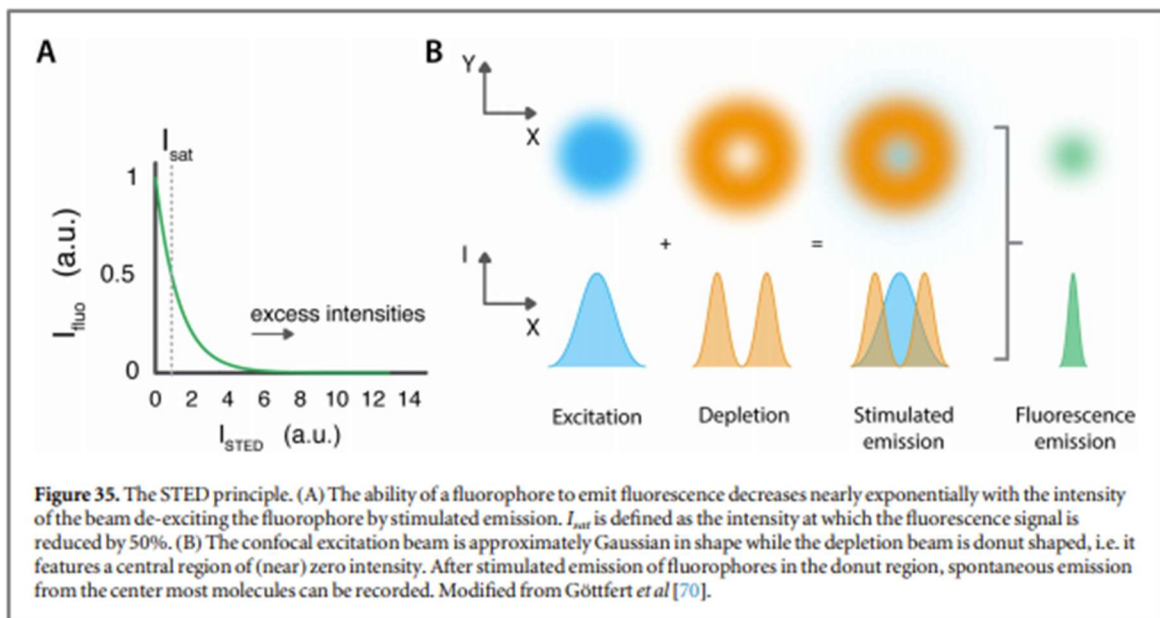 A
B
I_sat
1
0.5
0
I_fluo (a.u.)
excess intensities
0 2 4 6 8 10 12 14
I_STED (a.u.)
Y
X
+
=
I
X
Excitation
Depletion
Stimulated
emission
Fluorescence
emission
Figure 35. The STED principle. (A) The ability of a fluorophore to emit fluorescence decreases nearly exponentially with the intensity
of the beam de-exciting the fluorophore by stimulated emission. I_sat is defined as the intensity at which the fluorescence signal is
reduced by 50%. (B) The confocal excitation beam is approximately Gaussian in shape while the depletion beam is donut shaped, i.e. it
features a central region of (near) zero intensity. After stimulated emission of fluorophores in the donut region, spontaneous emission
from the center most molecules can be recorded. Modified from Göttfert et al [70].